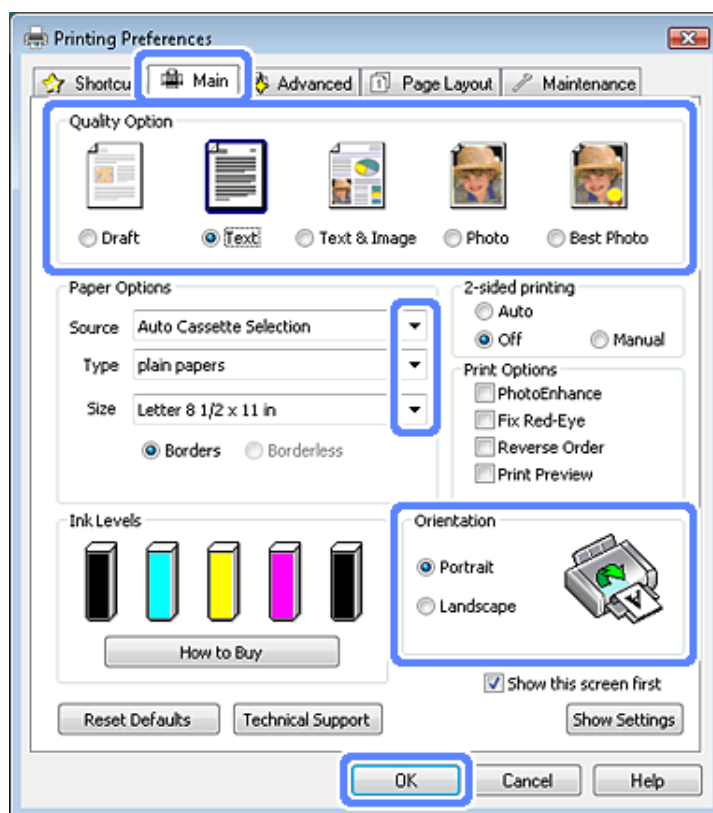 Printing Preferences
Shortcu Main Advanced 1 Page Layout Maintenance
Quality Option
Draft Text Text & Image Photo Best Photo
Paper Options
Source Auto Cassette Selection
Type plain papers
Size Letter 8 1/2 x 11 in
Borders Borderless
2-sided printing
Auto
Off Manual
Print Options
PhotoEnhance
Fix Red-Eye
Reverse Order
Print Preview
Ink Levels
How to Buy
Orientation
Portrait
Landscape
A
Show this screen first
Reset Defaults Technical Support Show Settings
OK Cancel Help